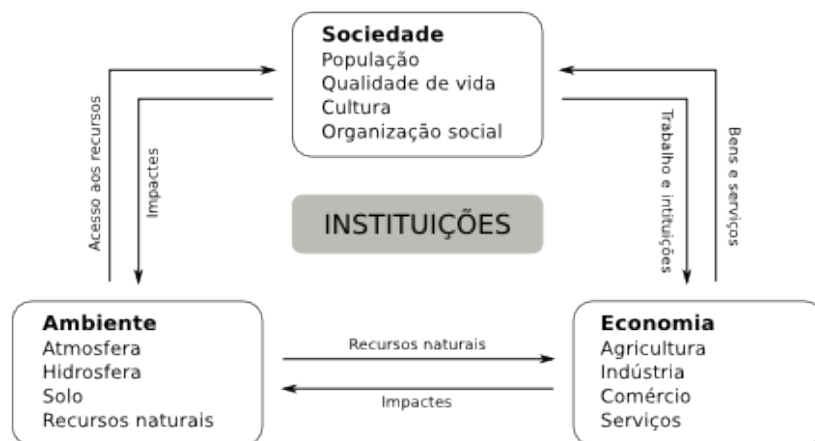 Sociedade
População
Qualidade de vida
Cultura
Organização social
Acesso aos recursos
Impactes
Trabalho e intituições
Bens e serviços
INSTITUIÇÕES
Ambiente
Atmosfera
Hidrosfera
Solo
Recursos naturais
Recursos naturais
Impactes
Economia
Agricultura
Indústria
Comércio
Serviços